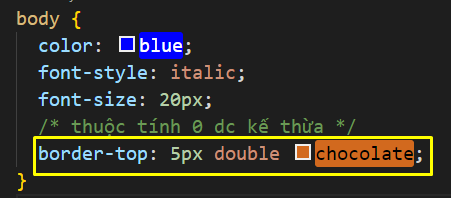 body {
color: blue;
font-style: italic;
font-size: 20px;
/* thuộc tính 0 dc kế thừa */
border-top: 5px double chocolate;
}